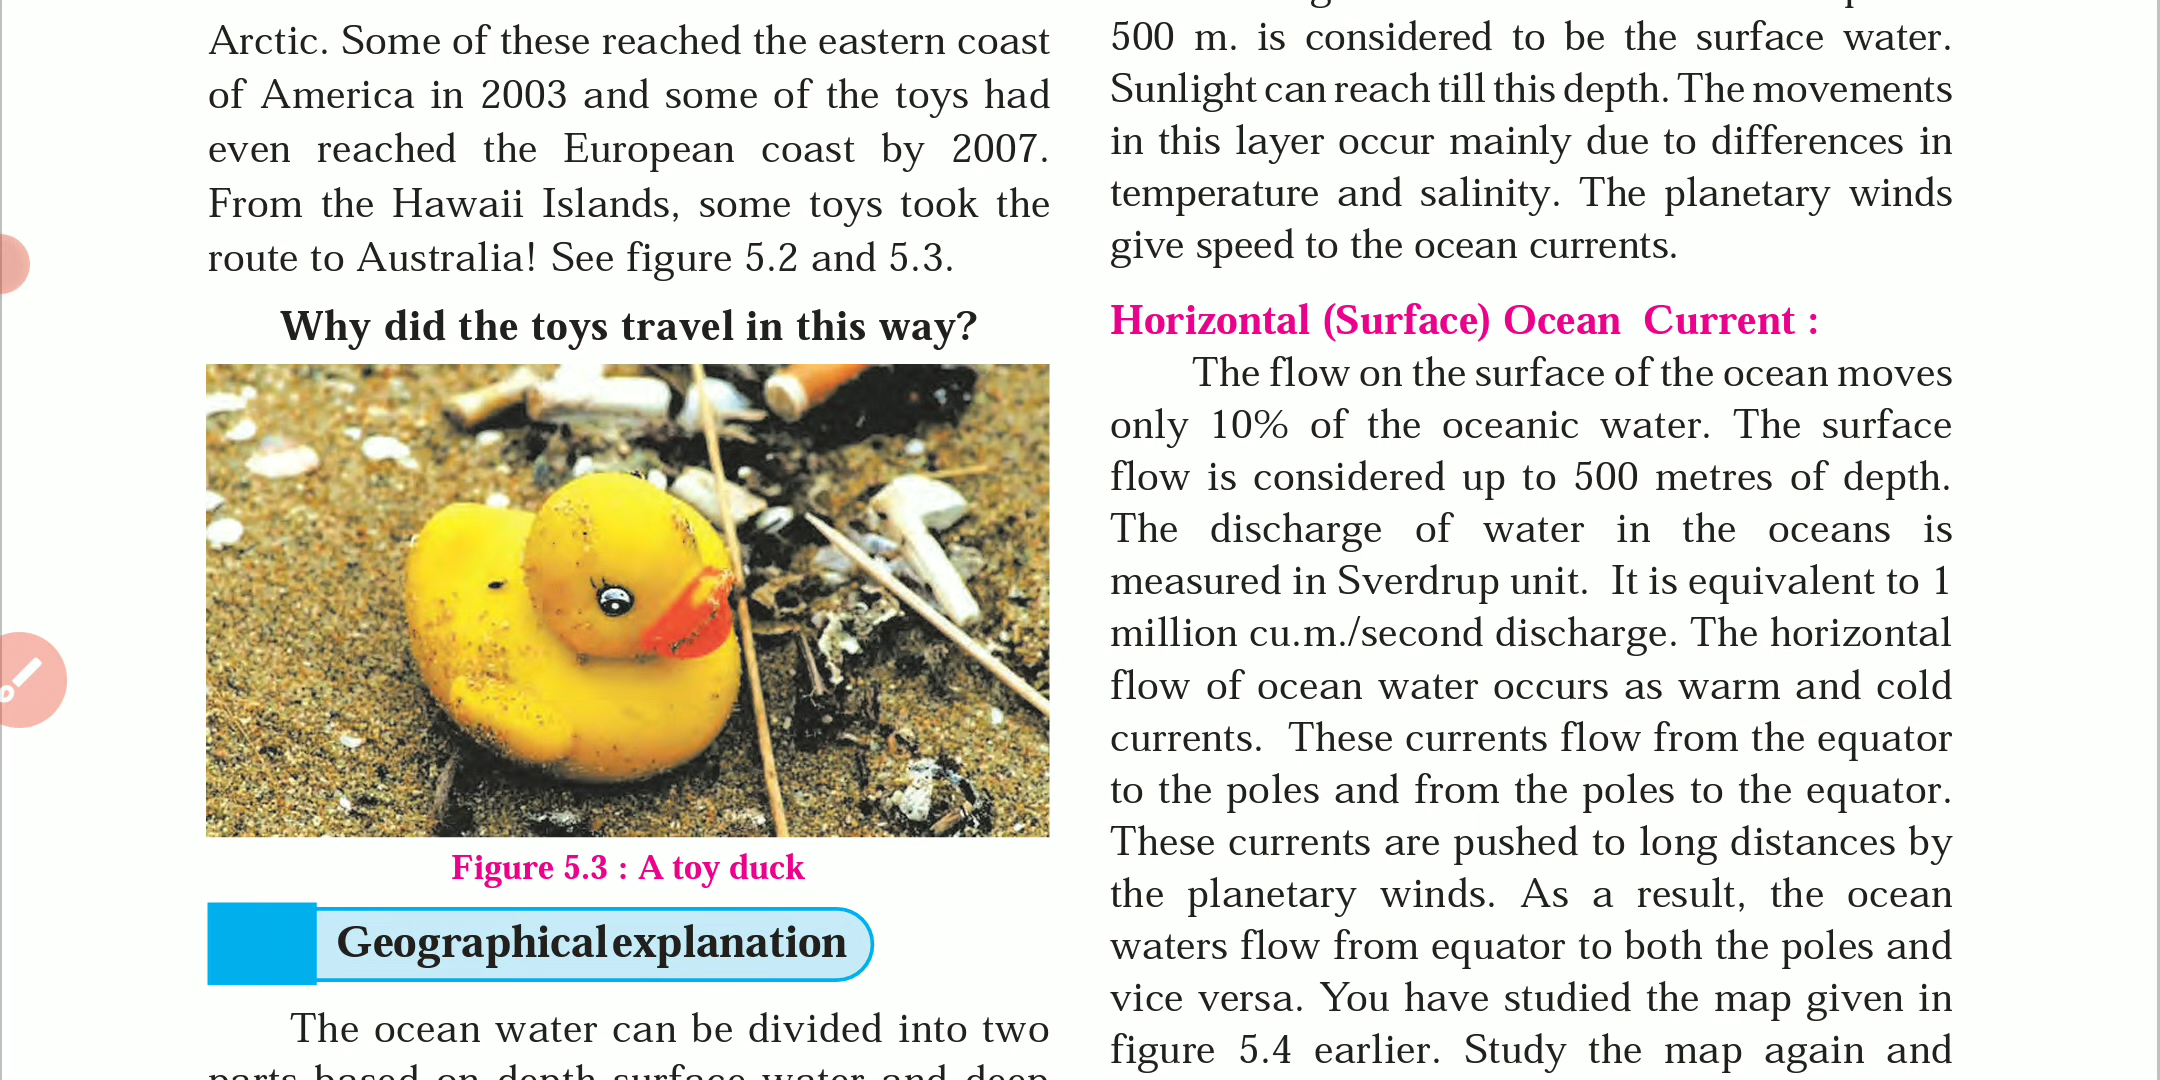 Arctic. Some of these reached the eastern coast
of America in 2003 and some of the toys had
even reached the European coast by 2007.
From the Hawaii Islands, some toys took the
route to Australia! See figure 5.2 and 5.3.
Why did the toys travel in this way?
Figure 5.3 : A toy duck
Geographical explanation
The ocean water can be divided into two
parts based on depth surface water and deep
500 m. is considered to be the surface water.
Sunlight can reach till this depth. The movements
in this layer occur mainly due to differences in
temperature and salinity. The planetary winds
give speed to the ocean currents.
Horizontal (Surface) Ocean Current :
The flow on the surface of the ocean moves
only 10% of the oceanic water. The surface
flow is considered up to 500 metres of depth.
The discharge of water in the oceans is
measured in Sverdrup unit. It is equivalent to 1
million cu.m./second discharge. The horizontal
flow of ocean water occurs as warm and cold
currents. These currents flow from the equator
to the poles and from the poles to the equator.
These currents are pushed to long distances by
the planetary winds. As a result, the ocean
waters flow from equator to both the poles and
vice versa. You have studied the map given in
figure 5.4 earlier. Study the map again and